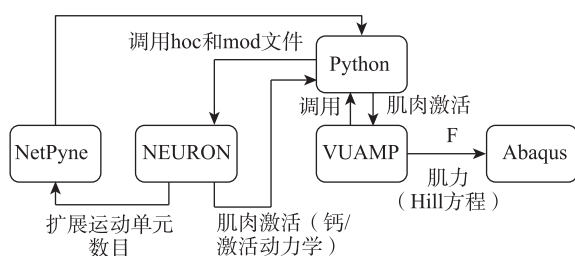 调用hoc和mod文件
Python
调用
肌肉激活
NetPyne
NEURON
VUAMP
F
Abaqus
肌力
（Hill方程）
扩展运动单元
数目
肌肉激活（钙/
激活动力学）